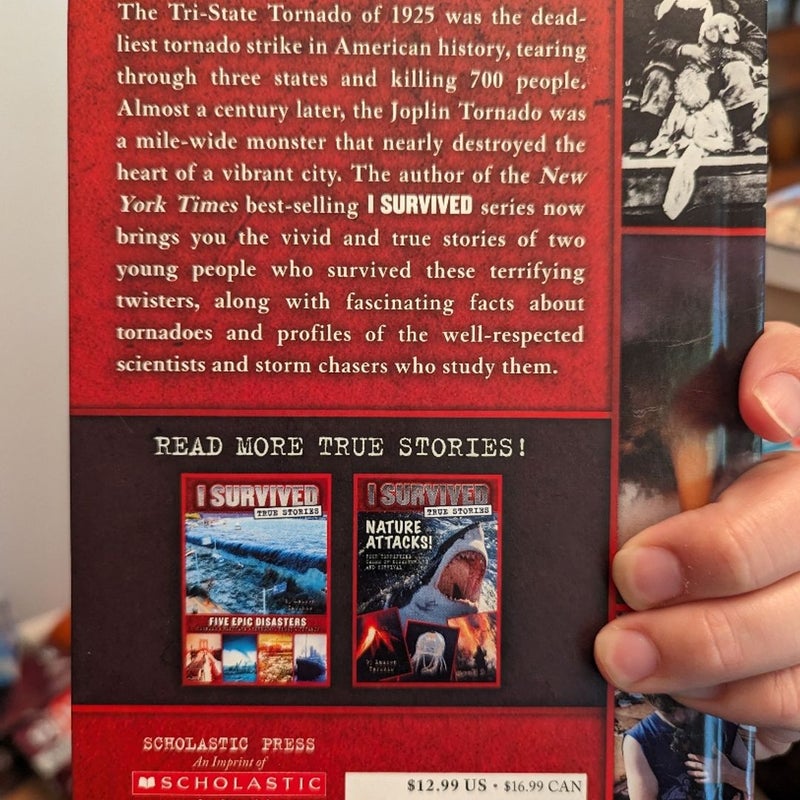 The Tri-State Tornado of 1925 was the dead-
liest tornado strike in American history, tearing
through three states and killing 700 people.
Almost a century later, the Joplin Tornado was
a mile-wide monster that nearly destroyed the
heart of a vibrant city. The author of the New
York Times best-selling I SURVIVED series now
brings you the vivid and true stories of two
young people who survived these terrifying
twisters, along with fascinating facts about
tornadoes and profiles of the well-respected
scientists and storm chasers who study them.
READ MORE TRUE STORIES!
I SURVIVED
TRUE STORIES
FIVE EPIC DISASTERS
I SURVIVED
TRUE STORIES
NATURE
ATTACKS!
SCHOLASTIC PRESS
An Imprint of
SCHOLASTIC
$12.99 US • $16.99 CAN